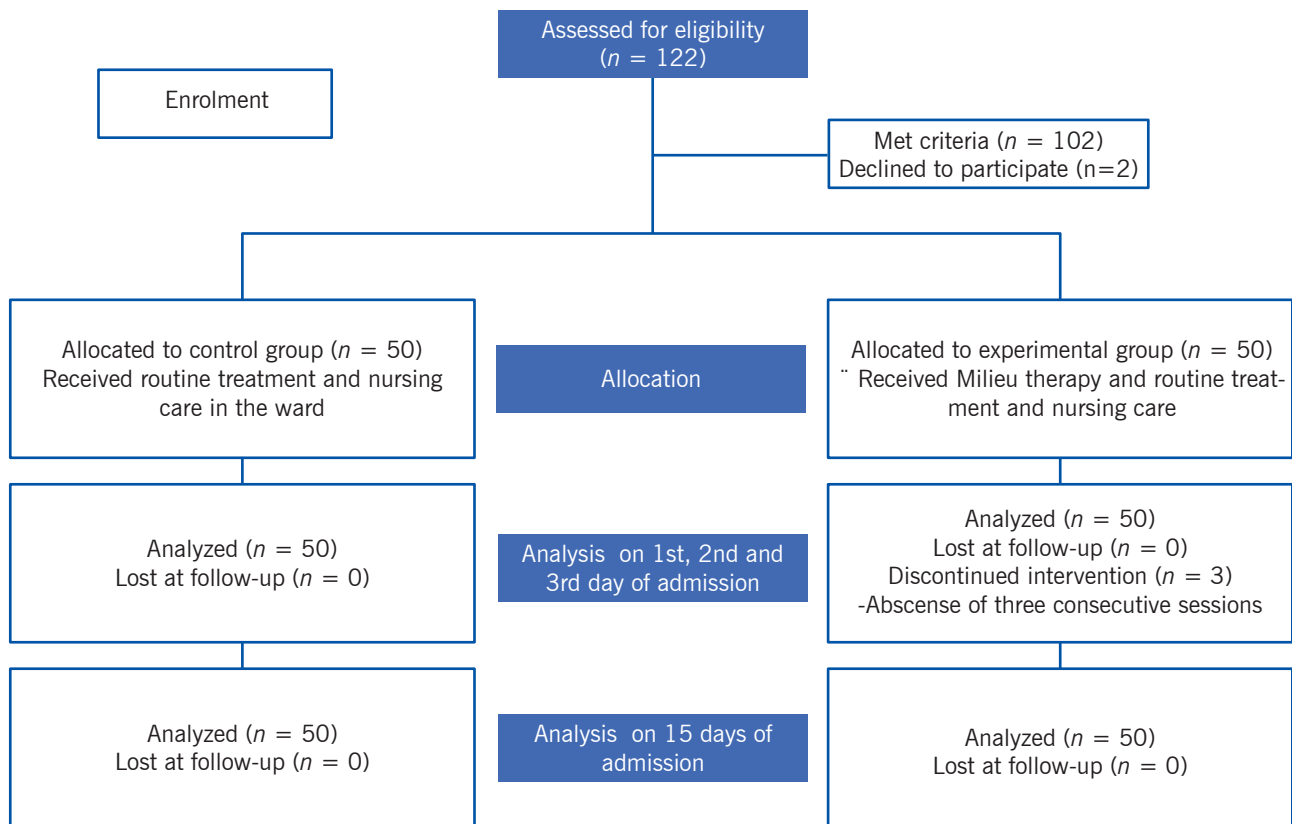 Assessed for eligibility
(n = 122)
Enrolment
Met criteria (n = 102)
Declined to participate (n=2)
Allocated to control group (n = 50)
Received routine treatment and nursing
care in the ward
Allocation
Allocated to experimental group (n = 50)
¨ Received Milieu therapy and routine treat-
ment and nursing care
Analyzed (n = 50)
Lost at follow-up (n = 0)
Analysis on 1st, 2nd and
3rd day of admission
Analyzed (n = 50)
Lost at follow-up (n = 0)
Discontinued intervention (n = 3)
-Abscense of three consecutive sessions
Analyzed (n = 50)
Lost at follow-up (n = 0)
Analysis on 15 days of
admission
Analyzed (n = 50)
Lost at follow-up (n = 0)